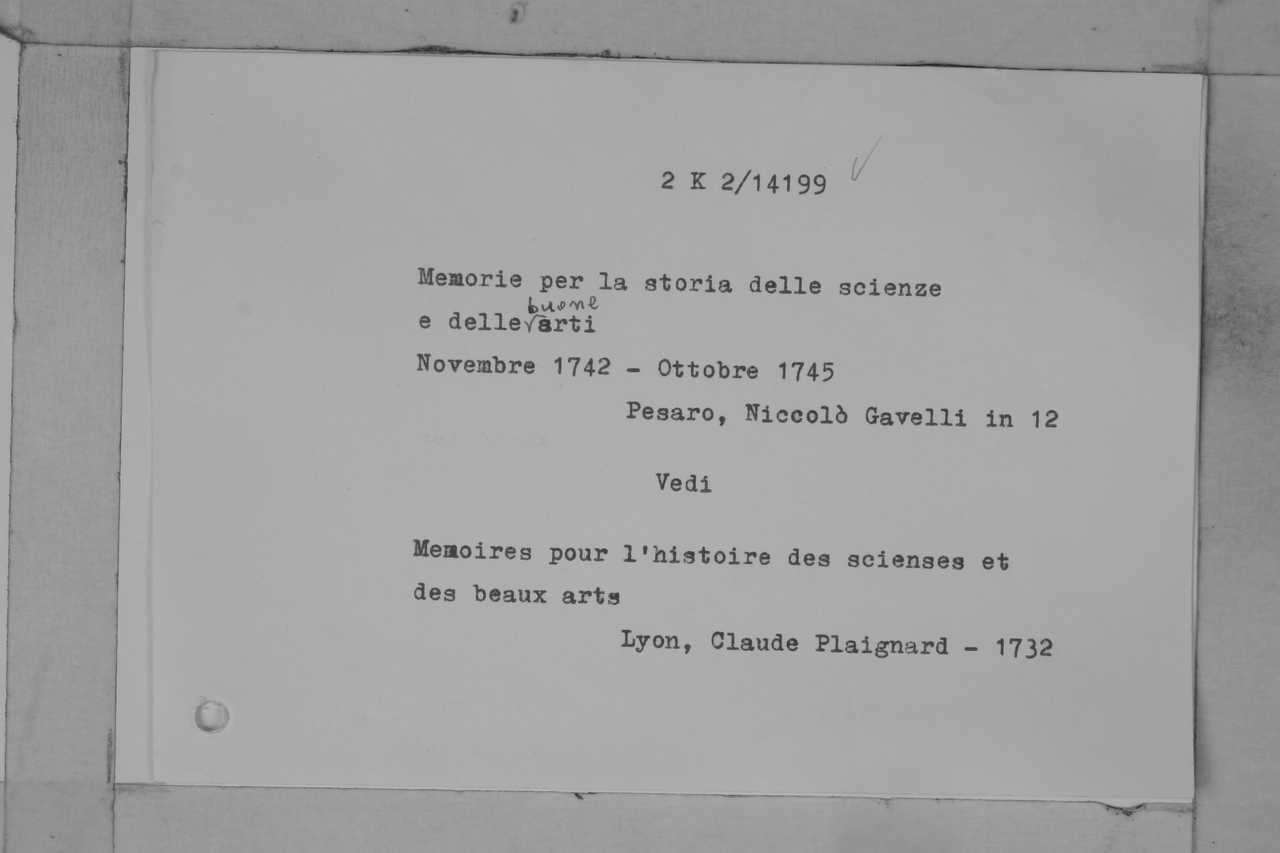 2 K 2/14199 ✓
Memorie per la storia delle scienze
e delle buone arti
Novembre 1742 - Ottobre 1745
Pesaro, Niccolò Gavelli in 12
Vedi
Memoires pour l'histoire des scienses et
des beaux arts
Lyon, Claude Plaignard - 1732